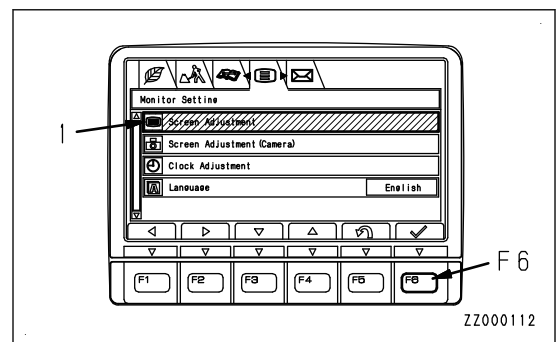 Monitor Setting
1
Screen Adjustment
Screen Adjustment (Camera)
Clock Adjustment
A Language English
F1 F2 F3 F4 F5 F6
F6
ZZ000112